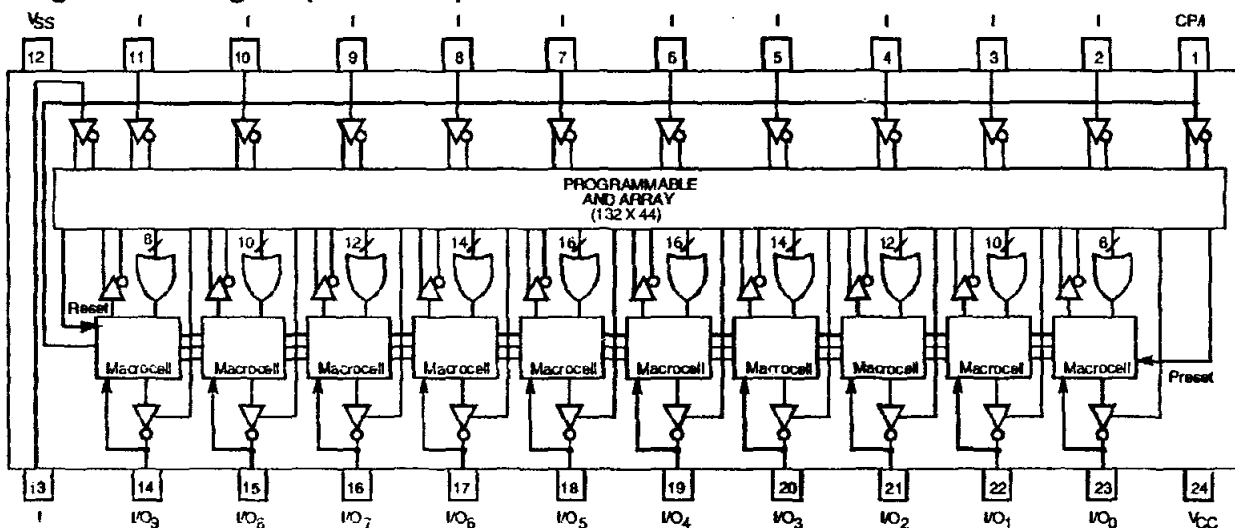 VSS I I I I I I I I I I CP/I
12 11 10 9 8 7 6 5 4 3 2 1
PROGRAMMABLE
AND ARRAY
(132 X 44)
8 10 12 14 16 16 14 12 10 8
Reset
Macrocell Macrocell Macrocell Macrocell Macrocell Macrocell Macrocell Macrocell Macrocell Macrocell
Preset
13 14 15 16 17 18 19 20 21 22 23 24
I I/O9 I/O8 I/O7 I/O6 I/O5 I/O4 I/O3 I/O2 I/O1 I/O0 VCC